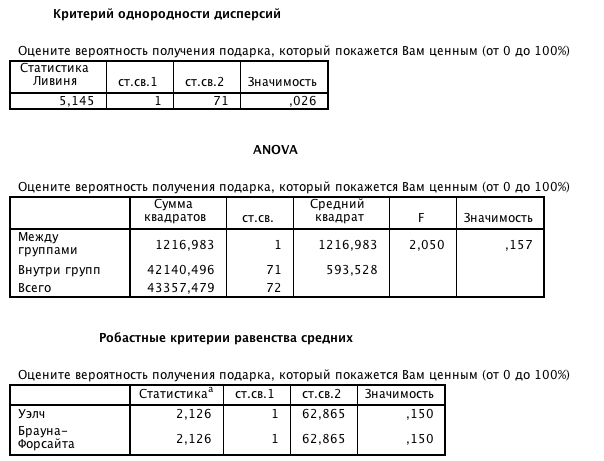 Критерий однородности дисперсий
Оцените вероятность получения подарка, который покажется Вам ценным (от 0 до 100%)
Статистика
Ливиня ст.св.1 ст.св.2 Значимость
5,145 1 71 ,026
ANOVA
Оцените вероятность получения подарка, который покажется Вам ценным (от 0 до 100%)
Сумма
квадратов ст.св. Средний
квадрат F Значимость
Между
группами 1216,983 1 1216,983 2,050 ,157
Внутри групп 42140,496 71 593,528
Всего 43357,479 72
Робастные критерии равенства средних
Оцените вероятность получения подарка, который покажется Вам ценным (от 0 до 100%)
Статистикаᵃ ст.св.1 ст.св.2 Значимость
Уэлч 2,126 1 62,865 ,150
Брауна-
Форсайта 2,126 1 62,865 ,150